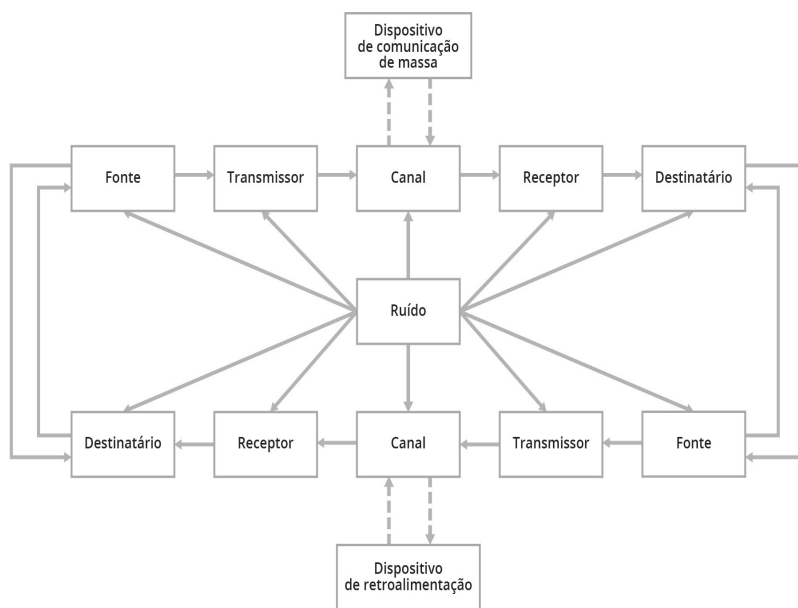 Dispositivo
de comunicação
de massa
Fonte
Transmissor
Canal
Receptor
Destinatário
Ruído
Destinatário
Receptor
Canal
Transmissor
Fonte
Dispositivo
de retroalimentação